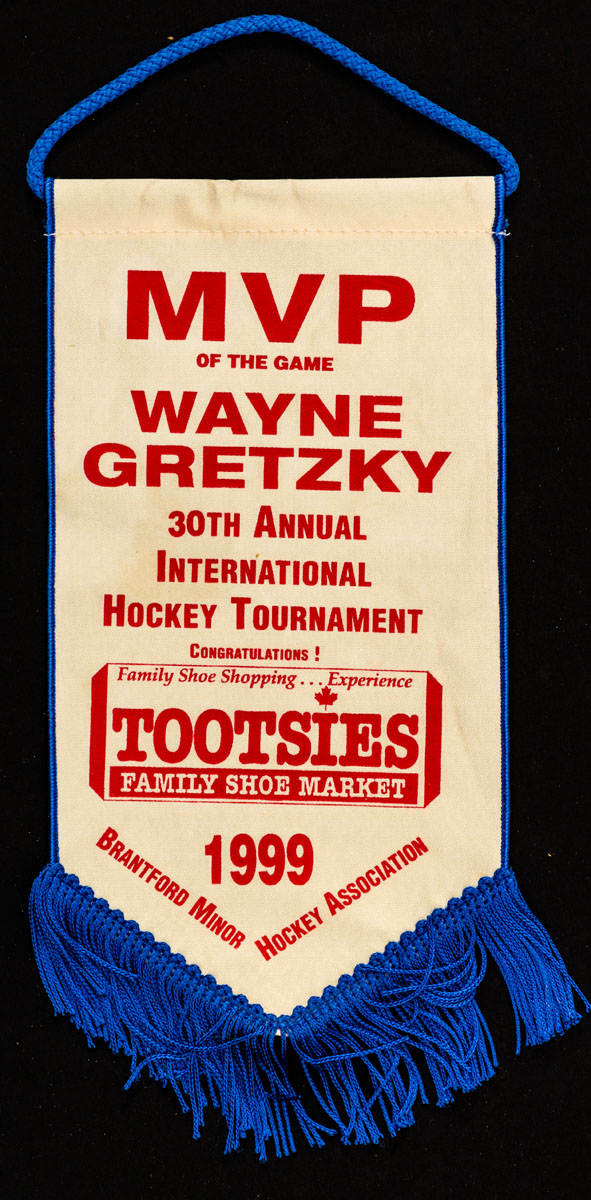 MVP
OF THE GAME
WAYNE
GRETZKY
30TH ANNUAL
INTERNATIONAL
HOCKEY TOURNAMENT
CONGRATULATIONS !
Family Shoe Shopping . . . Experience
TOOTSIES
FAMILY SHOE MARKET
1999
BRANTFORD MINOR HOCKEY ASSOCIATION